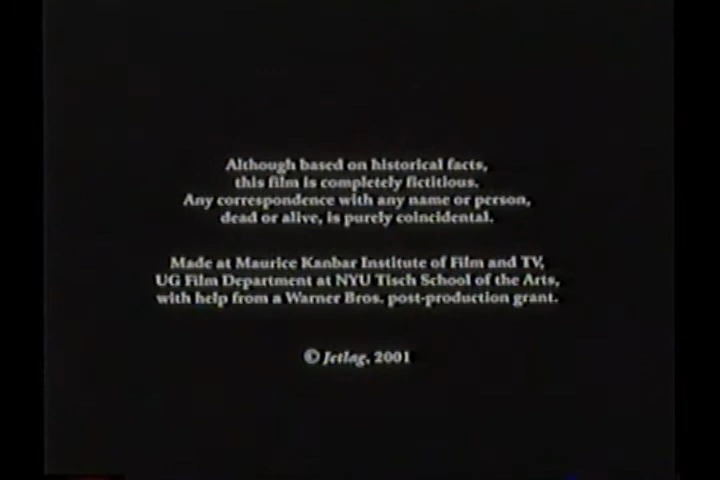 Although based on historical facts,
this film is completely fictitious.
Any correspondence with any name or person,
dead or alive, is purely coincidental.
Made at Maurice Kanbar Institute of Film and TV,
UG Film Department at NYU Tisch School of the Arts,
with help from a Warner Bros. post-production grant.
© Jetlag, 2001